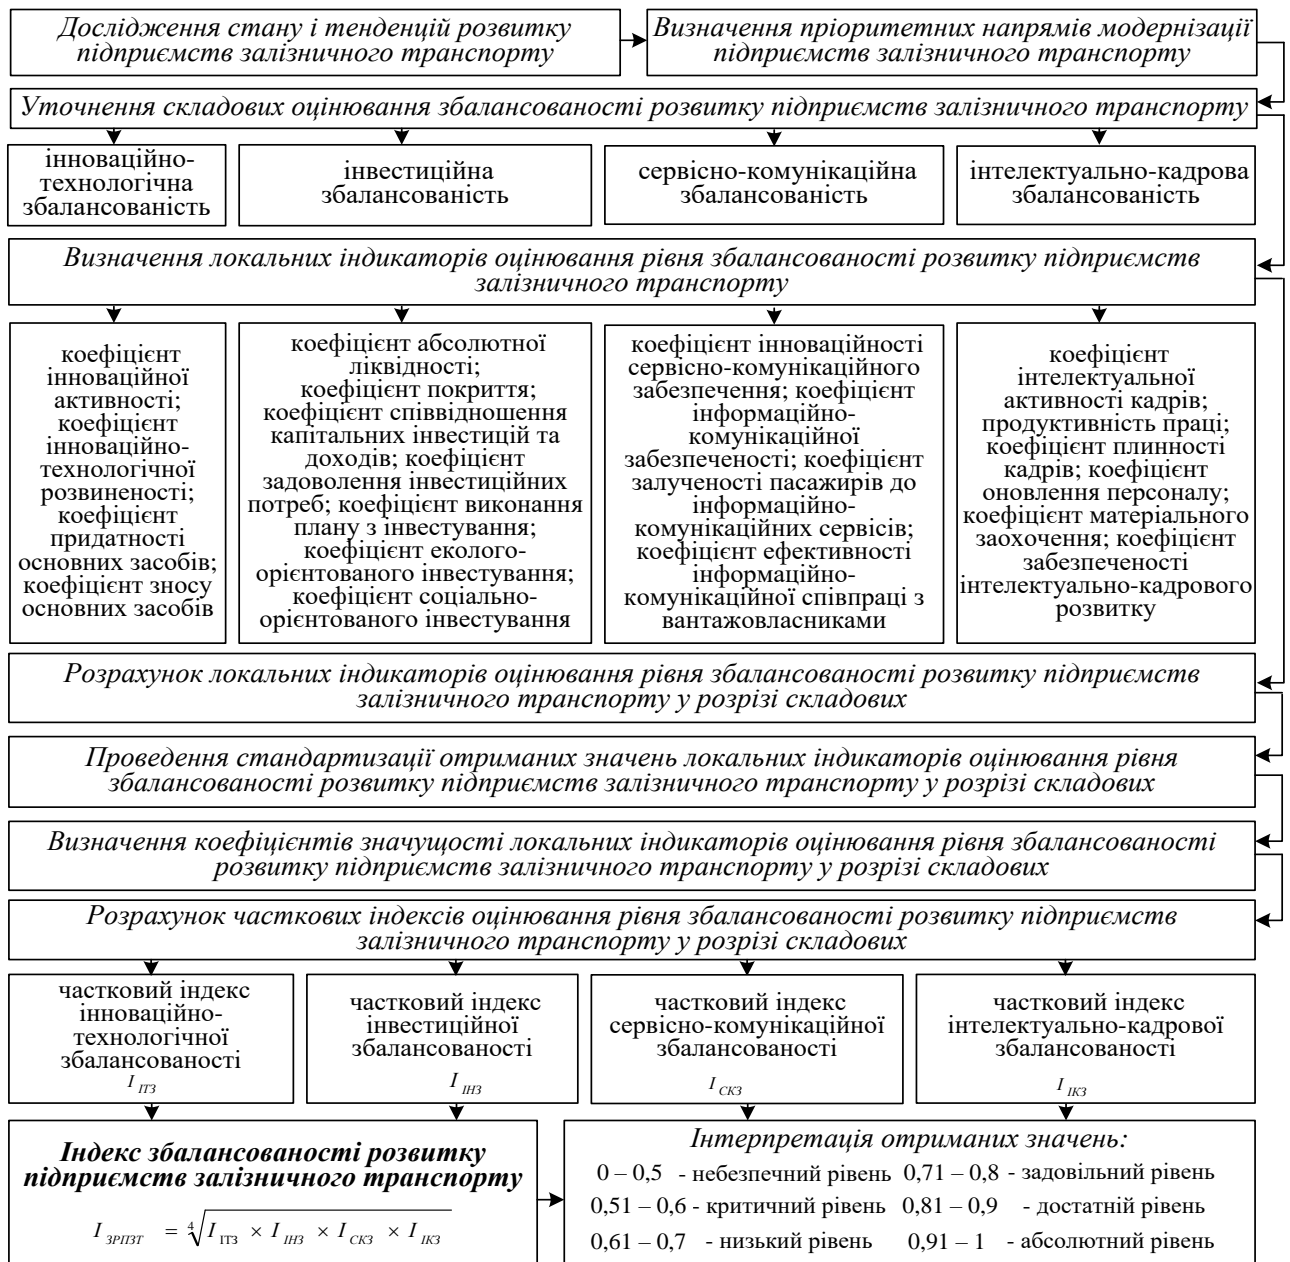 Дослідження стану і тенденцій розвитку
підприємств залізничного транспорту
Визначення пріоритетних напрямів модернізації
підприємств залізничного транспорту
Уточнення складових оцінювання збалансованості розвитку підприємств залізничного транспорту
інноваційно-
технологічна
збалансованість
інвестиційна
збалансованість
сервісно-комунікаційна
збалансованість
інтелектуально-кадрова
збалансованість
Визначення локальних індикаторів оцінювання рівня збалансованості розвитку підприємств
залізничного транспорту
коефіцієнт
інноваційної
активності;
коефіцієнт
інноваційно-
технологічної
розвиненості;
коефіцієнт
придатності
основних засобів;
коефіцієнт зносу
основних засобів
коефіцієнт абсолютної
ліквідності;
коефіцієнт покриття;
коефіцієнт співвідношення
капітальних інвестицій та
доходів; коефіцієнт
задоволення інвестиційних
потреб; коефіцієнт виконання
плану з інвестування;
коефіцієнт еколого-
орієнтованого інвестування;
коефіцієнт соціально-
орієнтованого інвестування
коефіцієнт інноваційності
сервісно-комунікаційного
забезпечення; коефіцієнт
інформаційно-
комунікаційної
забезпеченості; коефіцієнт
залученості пасажирів до
інформаційно-
комунікаційних сервісів;
коефіцієнт ефективності
інформаційно-
комунікаційної співпраці з
вантажовласниками
коефіцієнт
інтелектуальної
активності кадрів;
продуктивність праці;
коефіцієнт плинності
кадрів; коефіцієнт
оновлення персоналу;
коефіцієнт матеріального
заохочення; коефіцієнт
забезпеченості
інтелектуально-кадрового
розвитку
Розрахунок локальних індикаторів оцінювання рівня збалансованості розвитку підприємств
залізничного транспорту у розрізі складових
Проведення стандартизації отриманих значень локальних індикаторів оцінювання рівня
збалансованості розвитку підприємств залізничного транспорту у розрізі складових
Визначення коефіцієнтів значущості локальних індикаторів оцінювання рівня збалансованості
розвитку підприємств залізничного транспорту у розрізі складових
Розрахунок часткових індексів оцінювання рівня збалансованості розвитку підприємств
залізничного транспорту у розрізі складових
частковий індекс
інноваційно-
технологічної
збалансованості
I ІТЗ
частковий індекс
інвестиційної
збалансованості
I ІНЗ
частковий індекс
сервісно-комунікаційної
збалансованості
I СКЗ
частковий індекс
інтелектуально-кадрової
збалансованості
I ІКЗ
Індекс збалансованості розвитку
підприємств залізничного транспорту
I ЗРПЗТ = ∜(I ІТЗ × I ІНЗ × I СКЗ × I ІКЗ)
Інтерпретація отриманих значень:
0 – 0,5 - небезпечний рівень 0,71 – 0,8 - задовільний рівень
0,51 – 0,6 - критичний рівень 0,81 – 0,9 - достатній рівень
0,61 – 0,7 - низький рівень 0,91 – 1 - абсолютний рівень